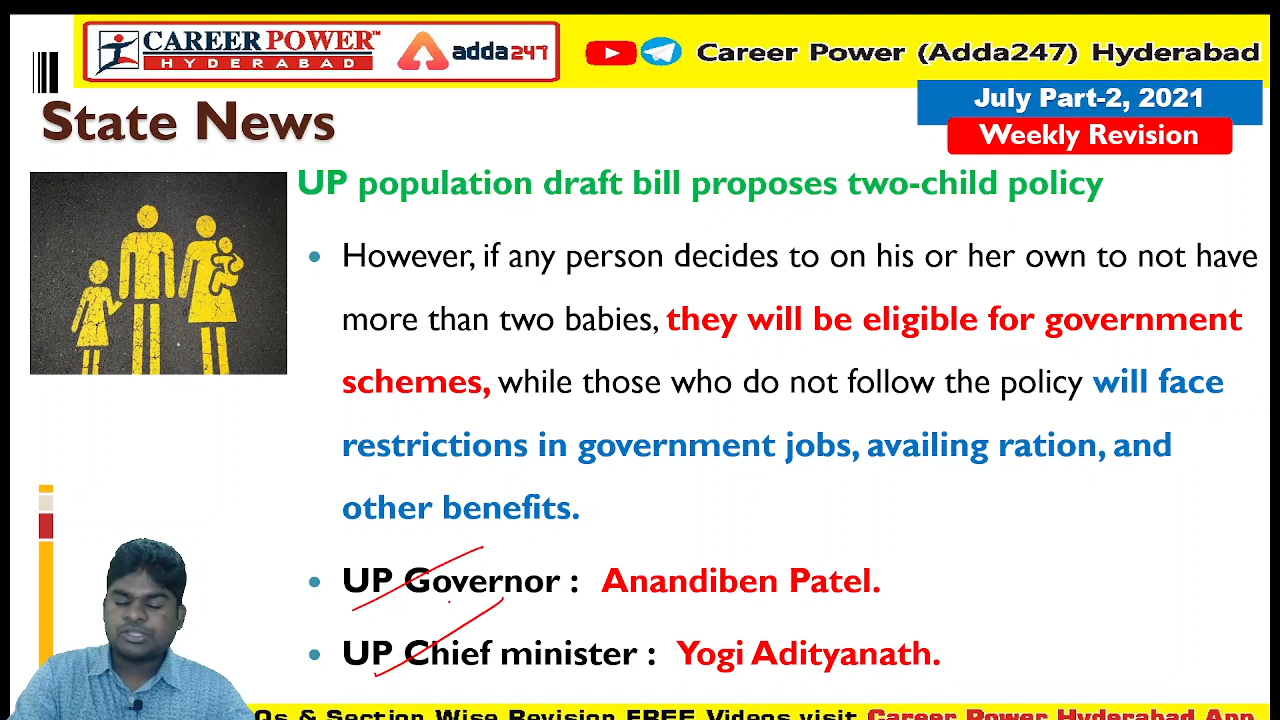 CAREER POWER™
HYDERABAD
adda247
Career Power (Adda247) Hyderabad
July Part-2, 2021
Weekly Revision
State News
UP population draft bill proposes two-child policy
• However, if any person decides to on his or her own to not have
more than two babies, they will be eligible for government
schemes, while those who do not follow the policy will face
restrictions in government jobs, availing ration, and
other benefits.
• UP Governor : Anandiben Patel.
• UP Chief minister : Yogi Adityanath.
Qs & Section Wise Revision FREE Videos visit Career Power Hyderabad App